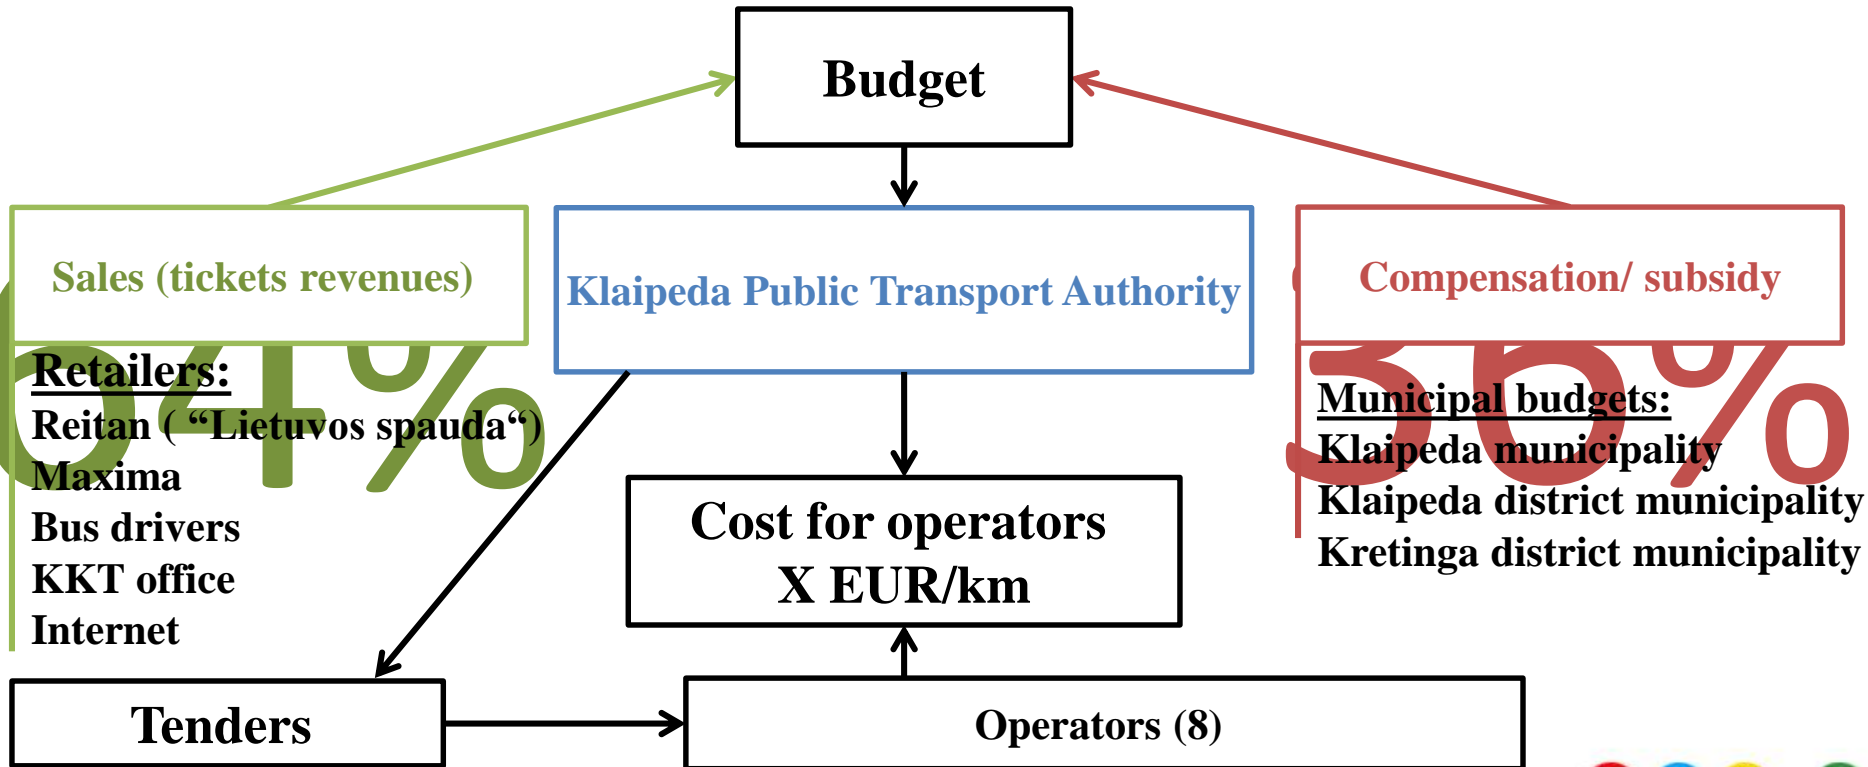 Budget
Sales (tickets revenues)
Klaipeda Public Transport Authority
Compensation/ subsidy
64%
36%
Retailers:
Reitan ( “Lietuvos spauda“)
Maxima
Bus drivers
KKT office
Internet
Municipal budgets:
Klaipeda municipality
Klaipeda district municipality
Kretinga district municipality
Cost for operators
X EUR/km
Tenders
Operators (8)